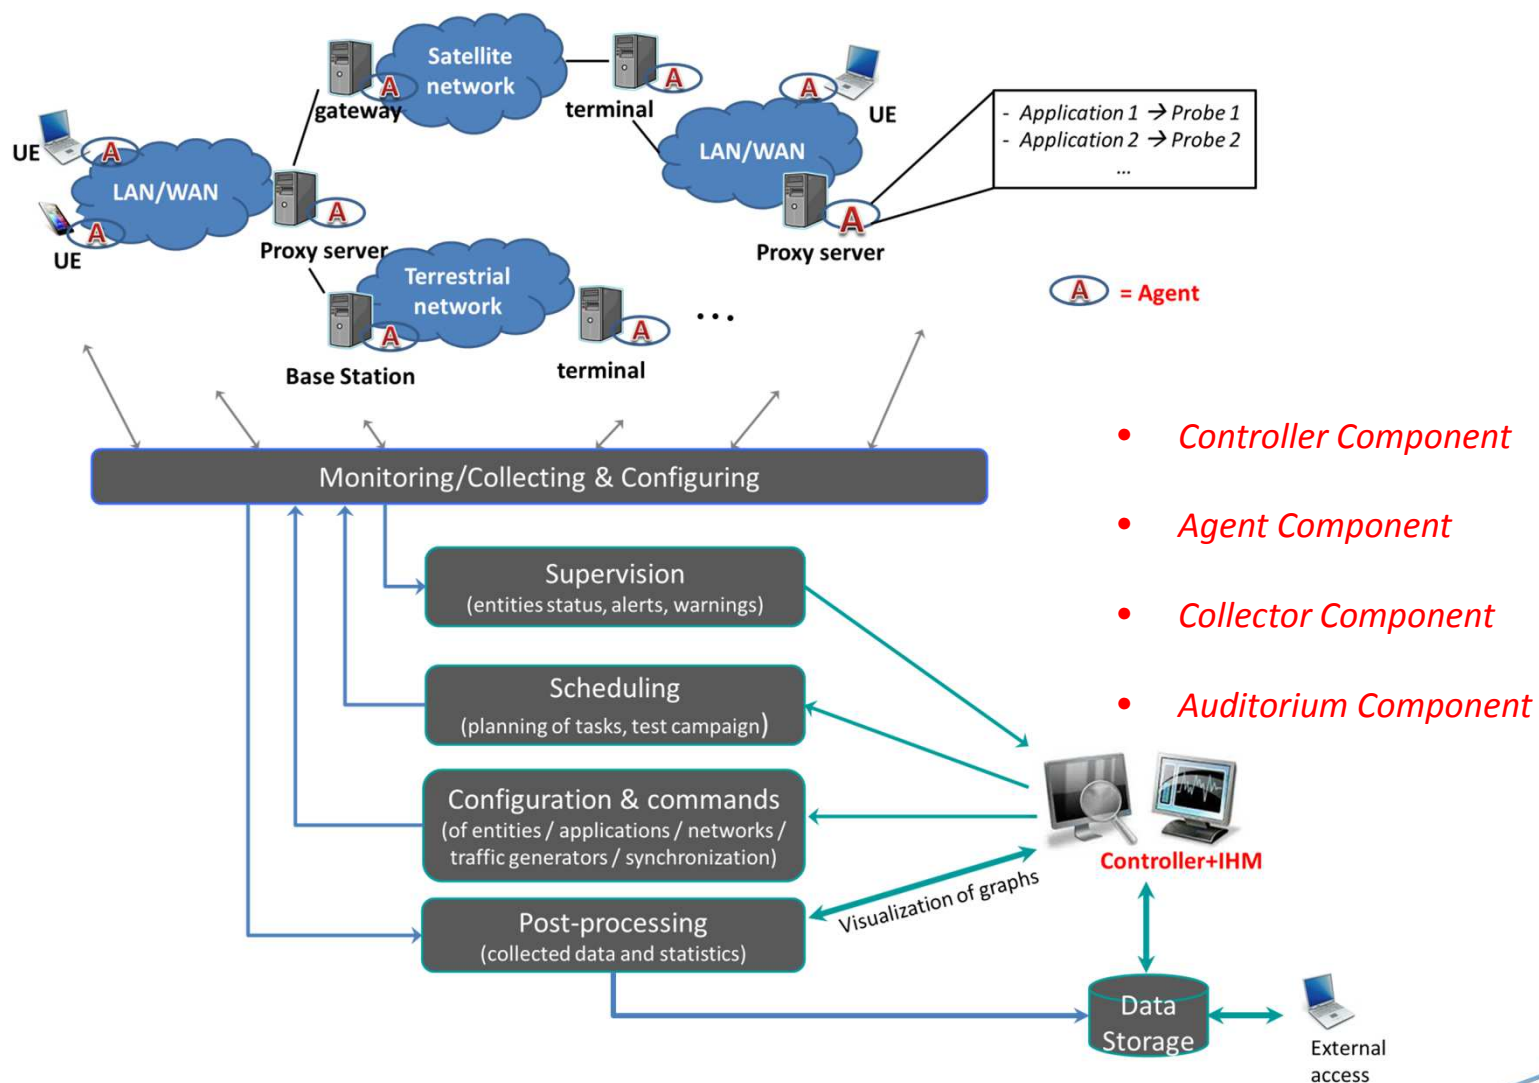 Satellite
network
A
gateway
A
terminal
A
UE
- Application 1 → Probe 1
- Application 2 → Probe 2
...
UE
A
LAN/WAN
A
UE
A
Proxy server
LAN/WAN
A
Proxy server
Terrestrial
network
A
Base Station
A
terminal
...
A = Agent
Monitoring/Collecting & Configuring
• Controller Component
• Agent Component
• Collector Component
• Auditorium Component
Supervision
(entities status, alerts, warnings)
Scheduling
(planning of tasks, test campaign)
Configuration & commands
(of entities / applications / networks /
traffic generators / synchronization)
Post-processing
(collected data and statistics)
Visualization of graphs
Controller+IHM
Data
Storage
External
access